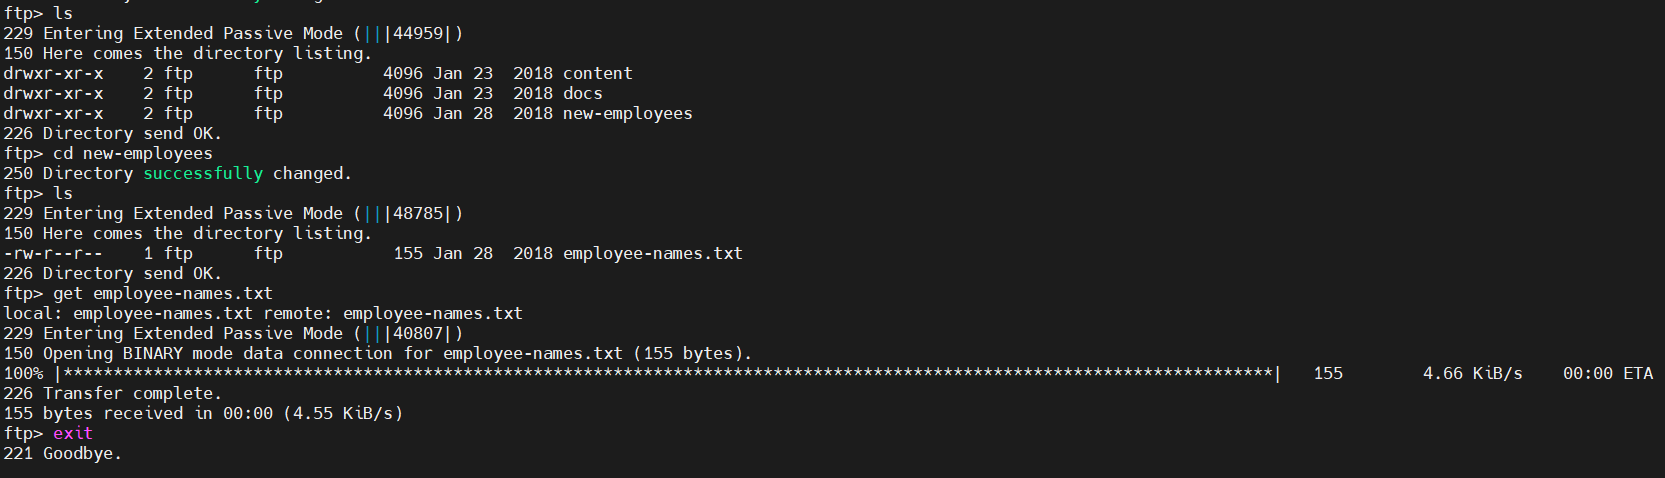 ftp> ls
229 Entering Extended Passive Mode (|||44959|)
150 Here comes the directory listing.
drwxr-xr-x    2 ftp      ftp          4096 Jan 23  2018 content
drwxr-xr-x    2 ftp      ftp          4096 Jan 23  2018 docs
drwxr-xr-x    2 ftp      ftp          4096 Jan 28  2018 new-employees
226 Directory send OK.
ftp> cd new-employees
250 Directory successfully changed.
ftp> ls
229 Entering Extended Passive Mode (|||48785|)
150 Here comes the directory listing.
-rw-r--r--    1 ftp      ftp           155 Jan 28  2018 employee-names.txt
226 Directory send OK.
ftp> get employee-names.txt
local: employee-names.txt remote: employee-names.txt
229 Entering Extended Passive Mode (|||40807|)
150 Opening BINARY mode data connection for employee-names.txt (155 bytes).
100% |*************************************************************************************************************************|   155        4.66 KiB/s    00:00 ETA
226 Transfer complete.
155 bytes received in 00:00 (4.55 KiB/s)
ftp> exit
221 Goodbye.